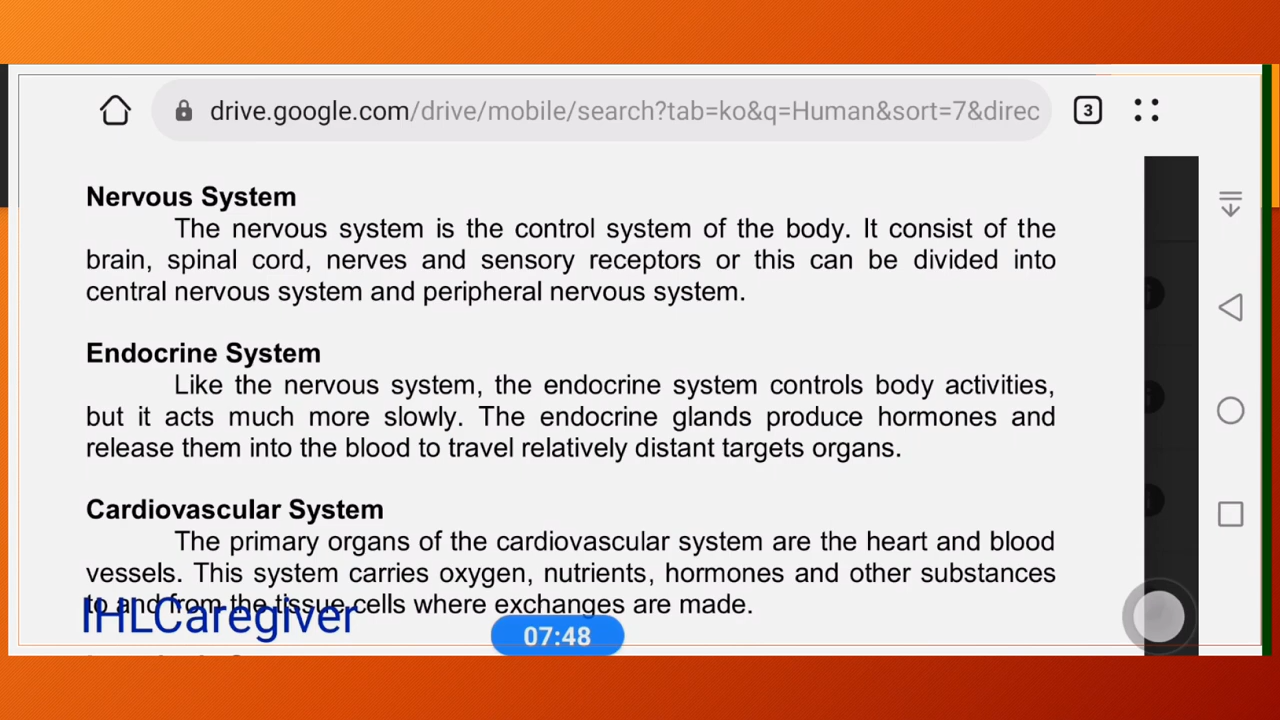 drive.google.com/drive/mobile/search?tab=ko&q=Human&sort=7&direc
3
Nervous System
The nervous system is the control system of the body. It consist of the
brain, spinal cord, nerves and sensory receptors or this can be divided into
central nervous system and peripheral nervous system.
Endocrine System
Like the nervous system, the endocrine system controls body activities,
but it acts much more slowly. The endocrine glands produce hormones and
release them into the blood to travel relatively distant targets organs.
Cardiovascular System
The primary organs of the cardiovascular system are the heart and blood
vessels. This system carries oxygen, nutrients, hormones and other substances
to and from the tissue cells where exchanges are made.
IHLCaregiver
07:48